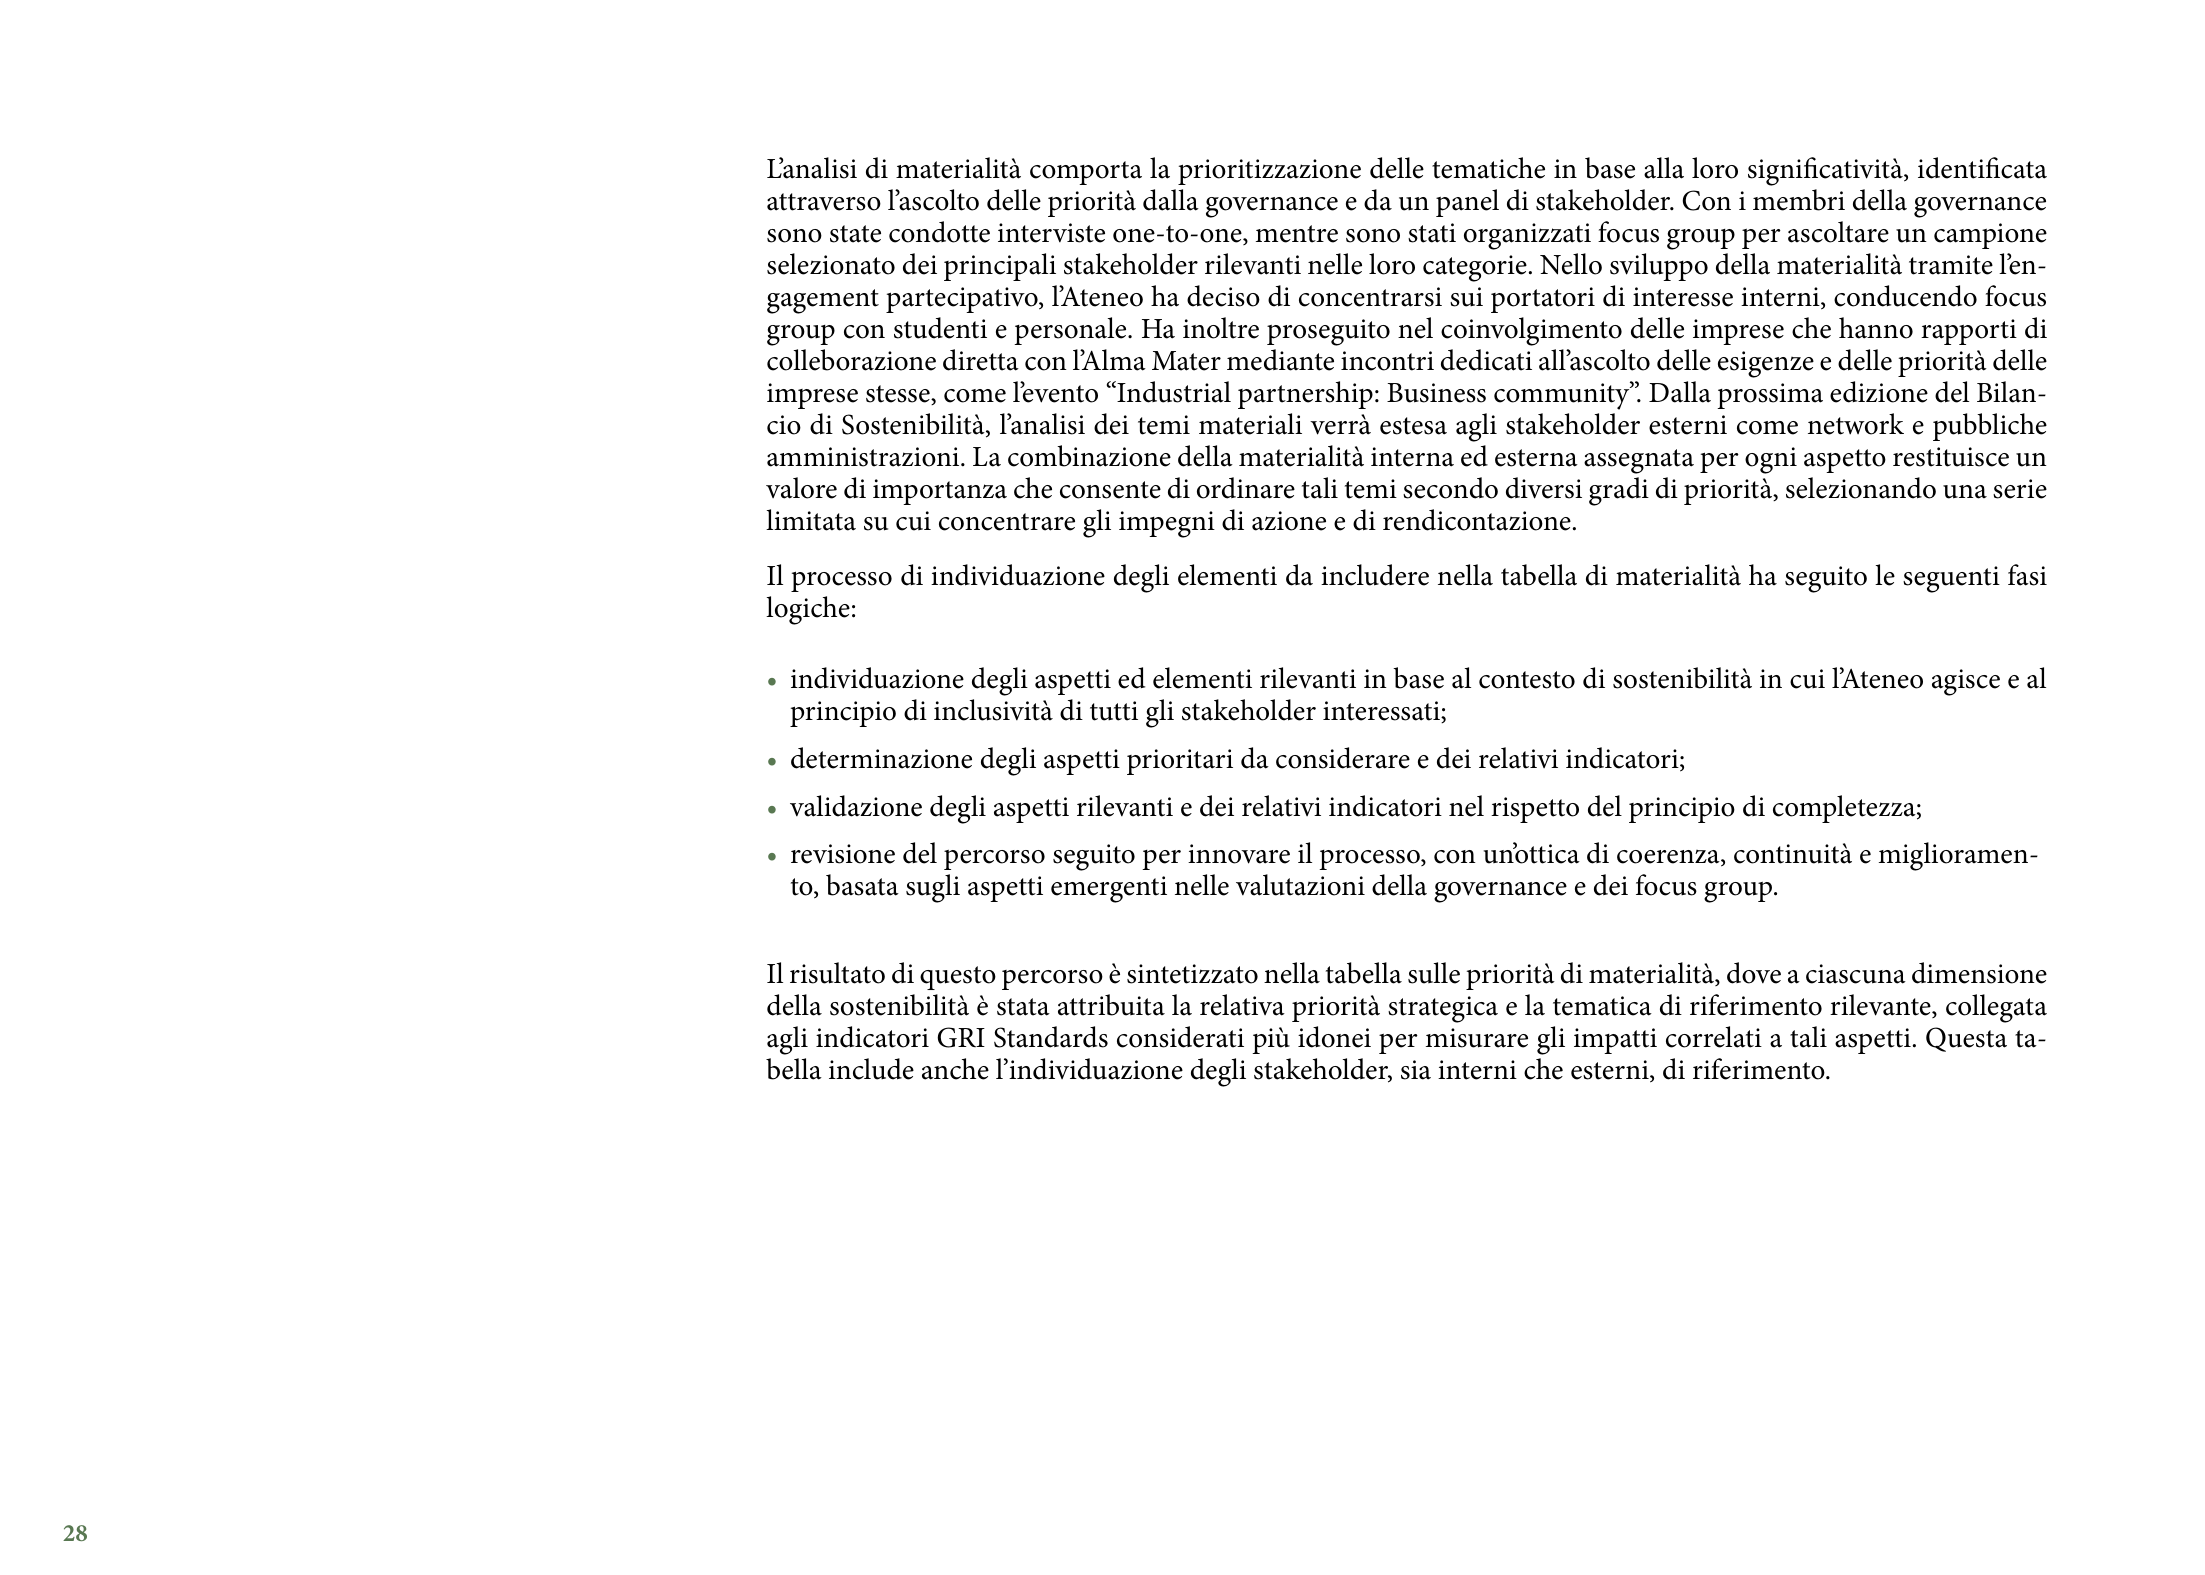 L’analisi di materialità comporta la prioritizzazione delle tematiche in base alla loro significatività, identificata
attraverso l’ascolto delle priorità dalla governance e da un panel di stakeholder. Con i membri della governance
sono state condotte interviste one-to-one, mentre sono stati organizzati focus group per ascoltare un campione
selezionato dei principali stakeholder rilevanti nelle loro categorie. Nello sviluppo della materialità tramite l’en-
gagement partecipativo, l’Ateneo ha deciso di concentrarsi sui portatori di interesse interni, conducendo focus
group con studenti e personale. Ha inoltre proseguito nel coinvolgimento delle imprese che hanno rapporti di
colleborazione diretta con l’Alma Mater mediante incontri dedicati all’ascolto delle esigenze e delle priorità delle
imprese stesse, come l’evento “Industrial partnership: Business community”. Dalla prossima edizione del Bilan-
cio di Sostenibilità, l’analisi dei temi materiali verrà estesa agli stakeholder esterni come network e pubbliche
amministrazioni. La combinazione della materialità interna ed esterna assegnata per ogni aspetto restituisce un
valore di importanza che consente di ordinare tali temi secondo diversi gradi di priorità, selezionando una serie
limitata su cui concentrare gli impegni di azione e di rendicontazione.
Il processo di individuazione degli elementi da includere nella tabella di materialità ha seguito le seguenti fasi
logiche:
• individuazione degli aspetti ed elementi rilevanti in base al contesto di sostenibilità in cui l’Ateneo agisce e al
principio di inclusività di tutti gli stakeholder interessati;
• determinazione degli aspetti prioritari da considerare e dei relativi indicatori;
• validazione degli aspetti rilevanti e dei relativi indicatori nel rispetto del principio di completezza;
• revisione del percorso seguito per innovare il processo, con un’ottica di coerenza, continuità e miglioramen-
to, basata sugli aspetti emergenti nelle valutazioni della governance e dei focus group.
Il risultato di questo percorso è sintetizzato nella tabella sulle priorità di materialità, dove a ciascuna dimensione
della sostenibilità è stata attribuita la relativa priorità strategica e la tematica di riferimento rilevante, collegata
agli indicatori GRI Standards considerati più idonei per misurare gli impatti correlati a tali aspetti. Questa ta-
bella include anche l’individuazione degli stakeholder, sia interni che esterni, di riferimento.
28